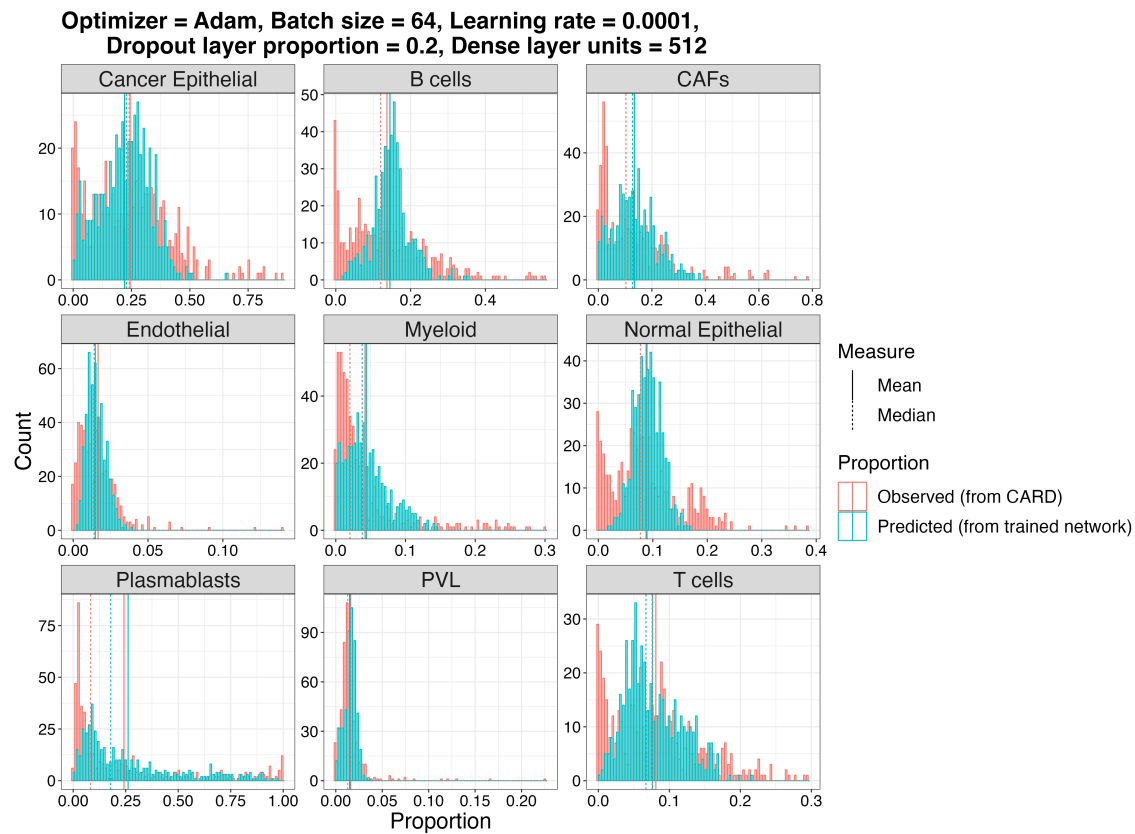 Optimizer = Adam, Batch size = 64, Learning rate = 0.0001,
Dropout layer proportion = 0.2, Dense layer units = 512
Cancer Epithelial
B cells
CAFs
20
10
0
0.00 0.25 0.50 0.75
50
40
30
20
10
0
0.0 0.2 0.4
40
20
0
0.0 0.2 0.4 0.6 0.8
Endothelial
Myeloid
Normal Epithelial
60
40
20
0
0.00 0.05 0.10
40
20
0
0.0 0.1 0.2 0.3
40
30
20
10
0
0.0 0.1 0.2 0.3 0.4
Plasmablasts
PVL
T cells
75
50
25
0
0.00 0.25 0.50 0.75 1.00
90
60
30
0
0.00 0.05 0.10 0.15 0.20
30
20
10
0
0.0 0.1 0.2 0.3
Count
Proportion
Measure
Mean
Median
Proportion
Observed (from CARD)
Predicted (from trained network)